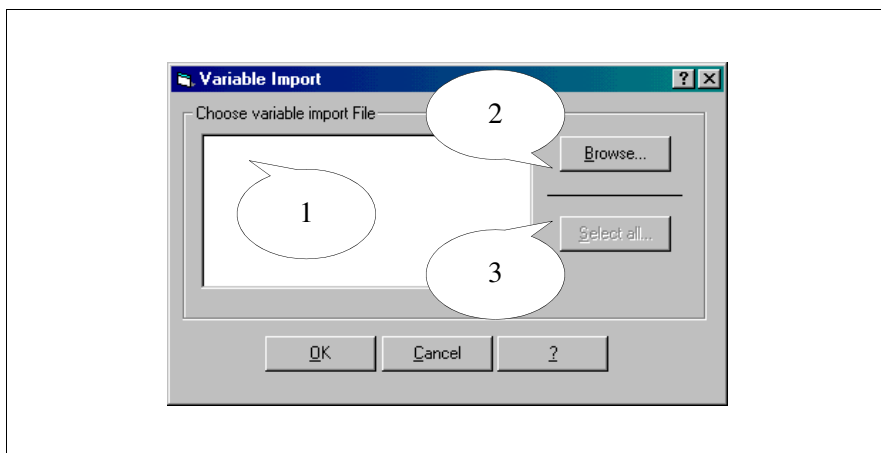 Variable Import
Choose variable import File
2
Browse...
1
Select all...
3
OK
Cancel
?